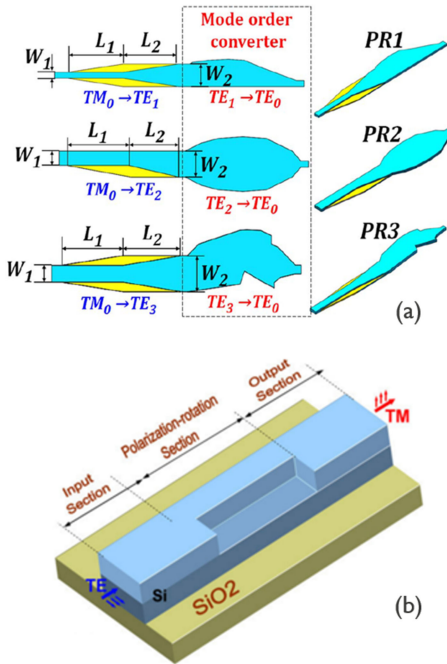 Mode order
converter
L1 L2
W1
W2
TM0→TE1
TE1→TE0
PR1
L1 L2
W1
W2
TM0→TE2
TE2→TE0
PR2
L1 L2
W1
W2
TM0→TE3
TE3→TE0
PR3
(a)
Output
Section
Polarization-rotation
Section
Input
Section
TM
TE
Si
SiO2
(b)